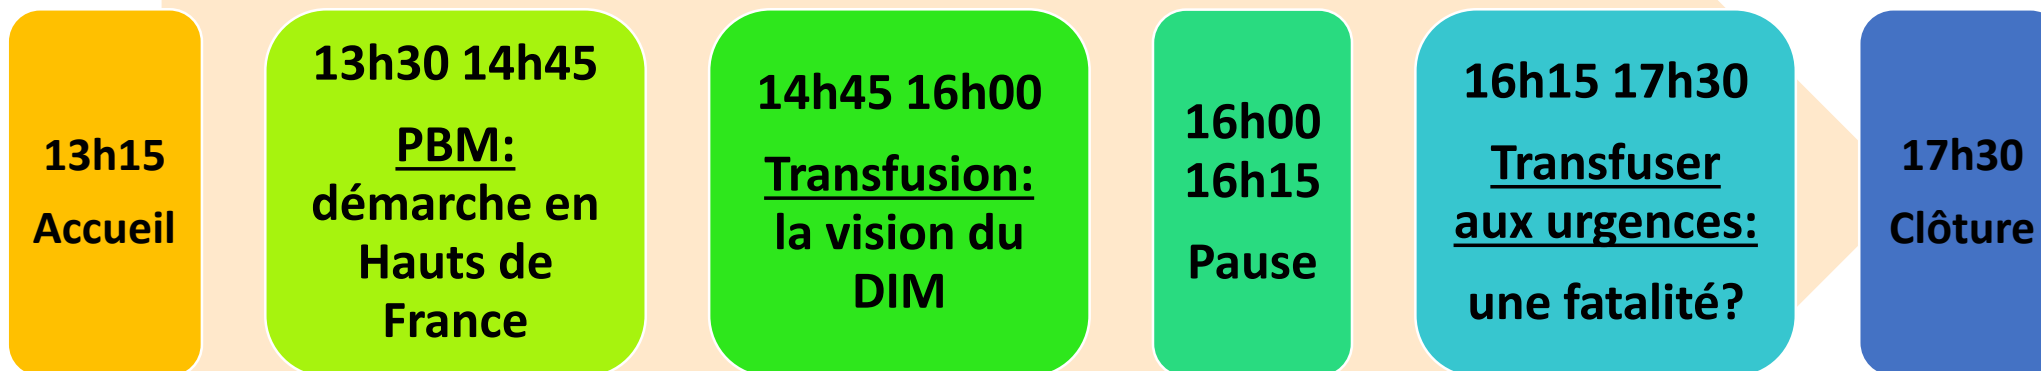 13h15
Accueil
13h30 14h45
PBM:
démarche en
Hauts de
France
14h45 16h00
Transfusion:
la vision du
DIM
16h00
16h15
Pause
16h15 17h30
Transfuser
aux urgences:
une fatalité?
17h30
Clôture